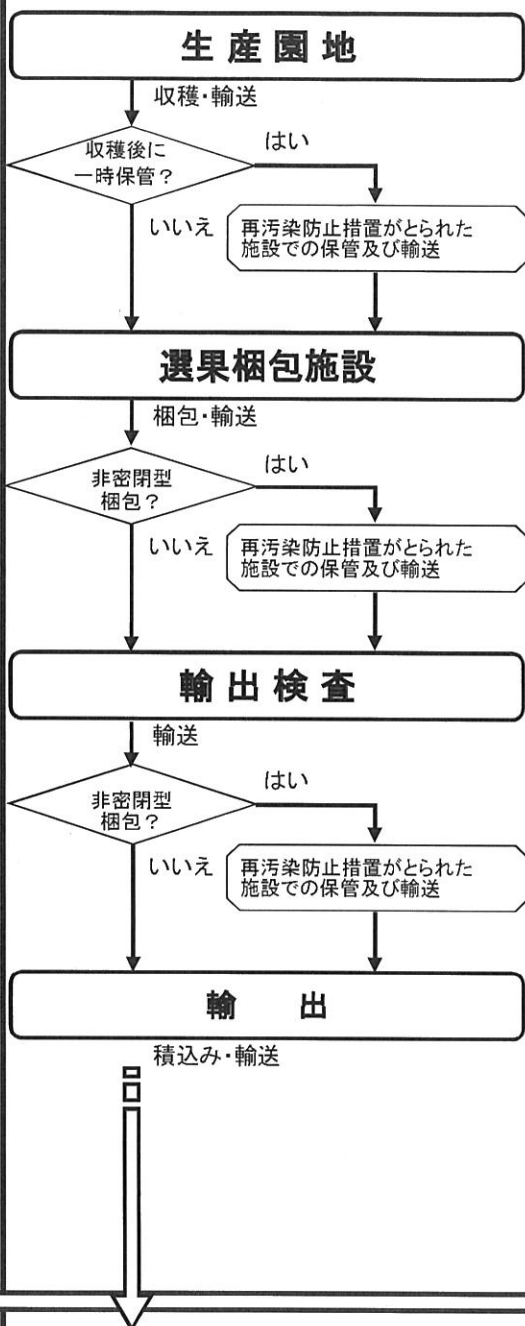 生産園地
収穫・輸送
収穫後に
一時保管？
はい
いいえ
再汚染防止措置がとられた
施設での保管及び輸送
選果梱包施設
梱包・輸送
非密閉型
梱包？
はい
いいえ
再汚染防止措置がとられた
施設での保管及び輸送
輸出検査
輸送
非密閉型
梱包？
はい
いいえ
再汚染防止措置がとられた
施設での保管及び輸送
輸出
積込み・輸送